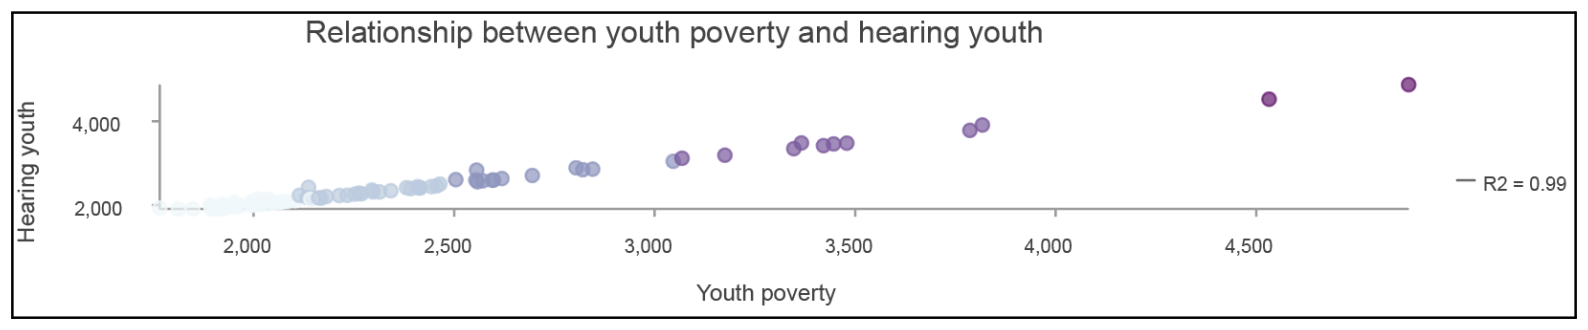 Relationship between youth poverty and hearing youth
Hearing youth
4,000
2,000
R2 = 0.99
2,000
2,500
3,000
3,500
4,000
4,500
Youth poverty